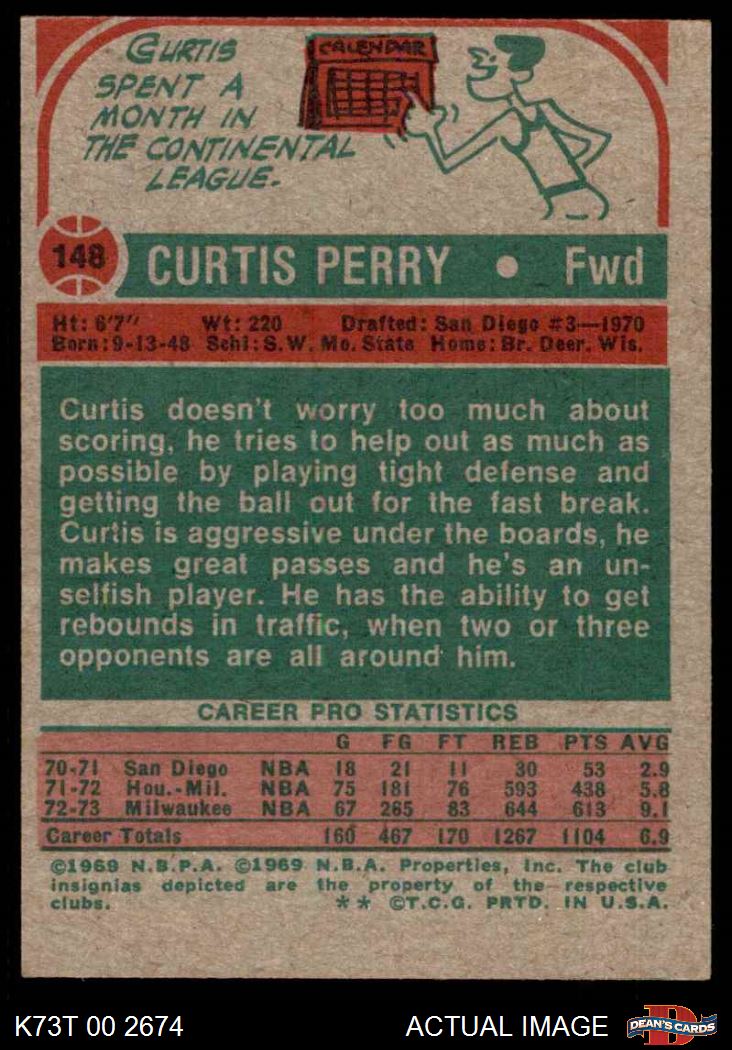 CURTIS
SPENT A
MONTH IN
THE CONTINENTAL
LEAGUE.
CALENDAR
148
CURTIS PERRY • Fwd
Ht: 6'7" Wt: 220 Drafted: San Diego #3—1970
Born: 9-13-48 Schl: S.W. Mo. State Home: Br. Deer, Wis.
Curtis doesn't worry too much about
scoring, he tries to help out as much as
possible by playing tight defense and
getting the ball out for the fast break.
Curtis is aggressive under the boards, he
makes great passes and he's an un-
selfish player. He has the ability to get
rebounds in traffic, when two or three
opponents are all around him.
CAREER PRO STATISTICS
G FG FT REB PTS AVG
70-71 San Diego NBA 18 21 11 30 53 2.9
71-72 Hou.-Mil. NBA 75 181 76 593 438 5.8
72-73 Milwaukee NBA 67 265 83 644 613 9.1
Career Totals 160 467 170 1267 1104 6.9
©1969 N.B.P.A. ©1969 N.B.A. Properties, Inc. The club
insignias depicted are the property of the respective
clubs. ** ©T.C.G. PRTD. IN U.S.A.
K73T 00 2674 ACTUAL IMAGE
D
DEAN'S CARDS